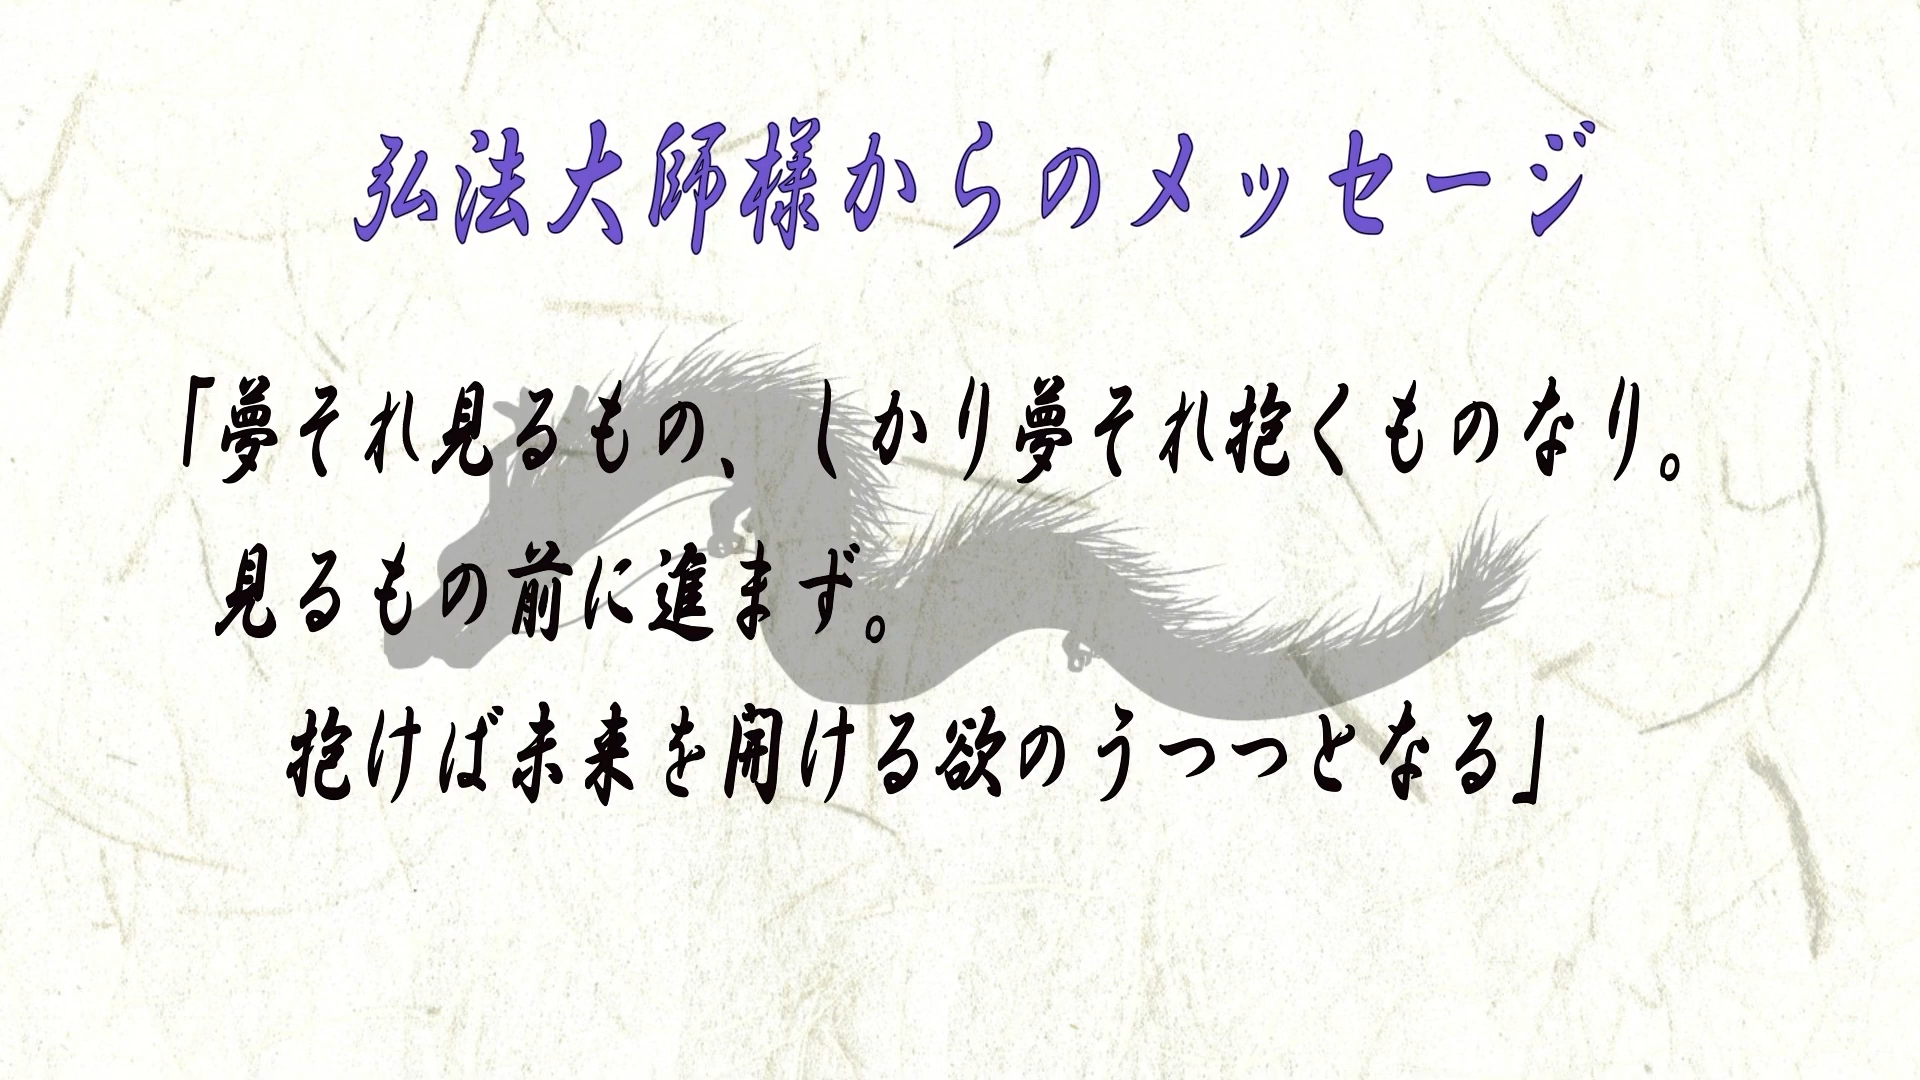 弘法大師様からのメッセージ
「夢それ見るもの、しかり夢それ抱くものなり。
見るもの前に進まず。
抱けば未来を開ける欲のうつつとなる」